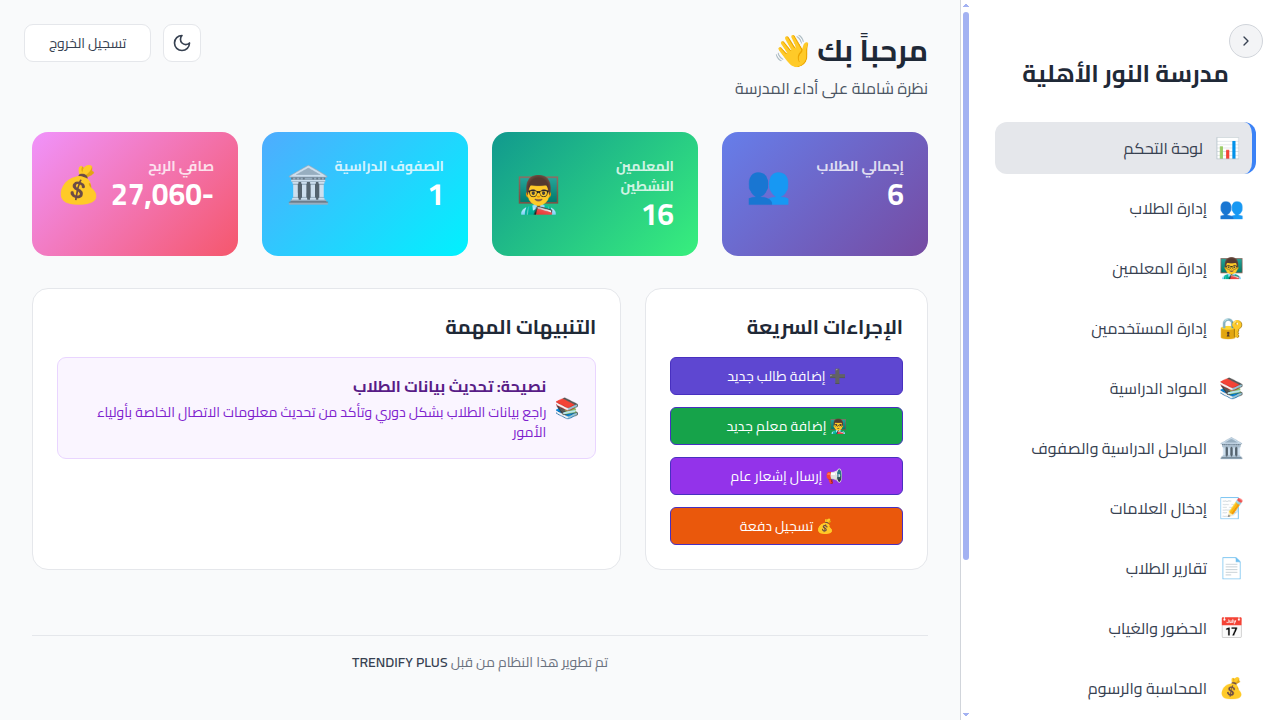 مدرسة النور الأهلية
لوحة التحكم
إدارة الطلاب
إدارة المعلمين
إدارة المستخدمين
المواد الدراسية
المراحل الدراسية والصفوف
إدخال العلامات
تقارير الطلاب
الحضور والغياب
المحاسبة والرسوم
مرحباً بك 👋
نظرة شاملة على أداء المدرسة
تسجيل الخروج
إجمالي الطلاب
6
المعلمين
النشطين
16
الصفوف الدراسية
1
صافي الربح
-27,060
الإجراءات السريعة
➕ إضافة طالب جديد
👨‍🏫 إضافة معلم جديد
📢 إرسال إشعار عام
💰 تسجيل دفعة
التنبيهات المهمة
نصيحة: تحديث بيانات الطلاب
راجع بيانات الطلاب بشكل دوري وتأكد من تحديث معلومات الاتصال الخاصة بأولياء
الأمور
تم تطوير هذا النظام من قبل TRENDIFY PLUS